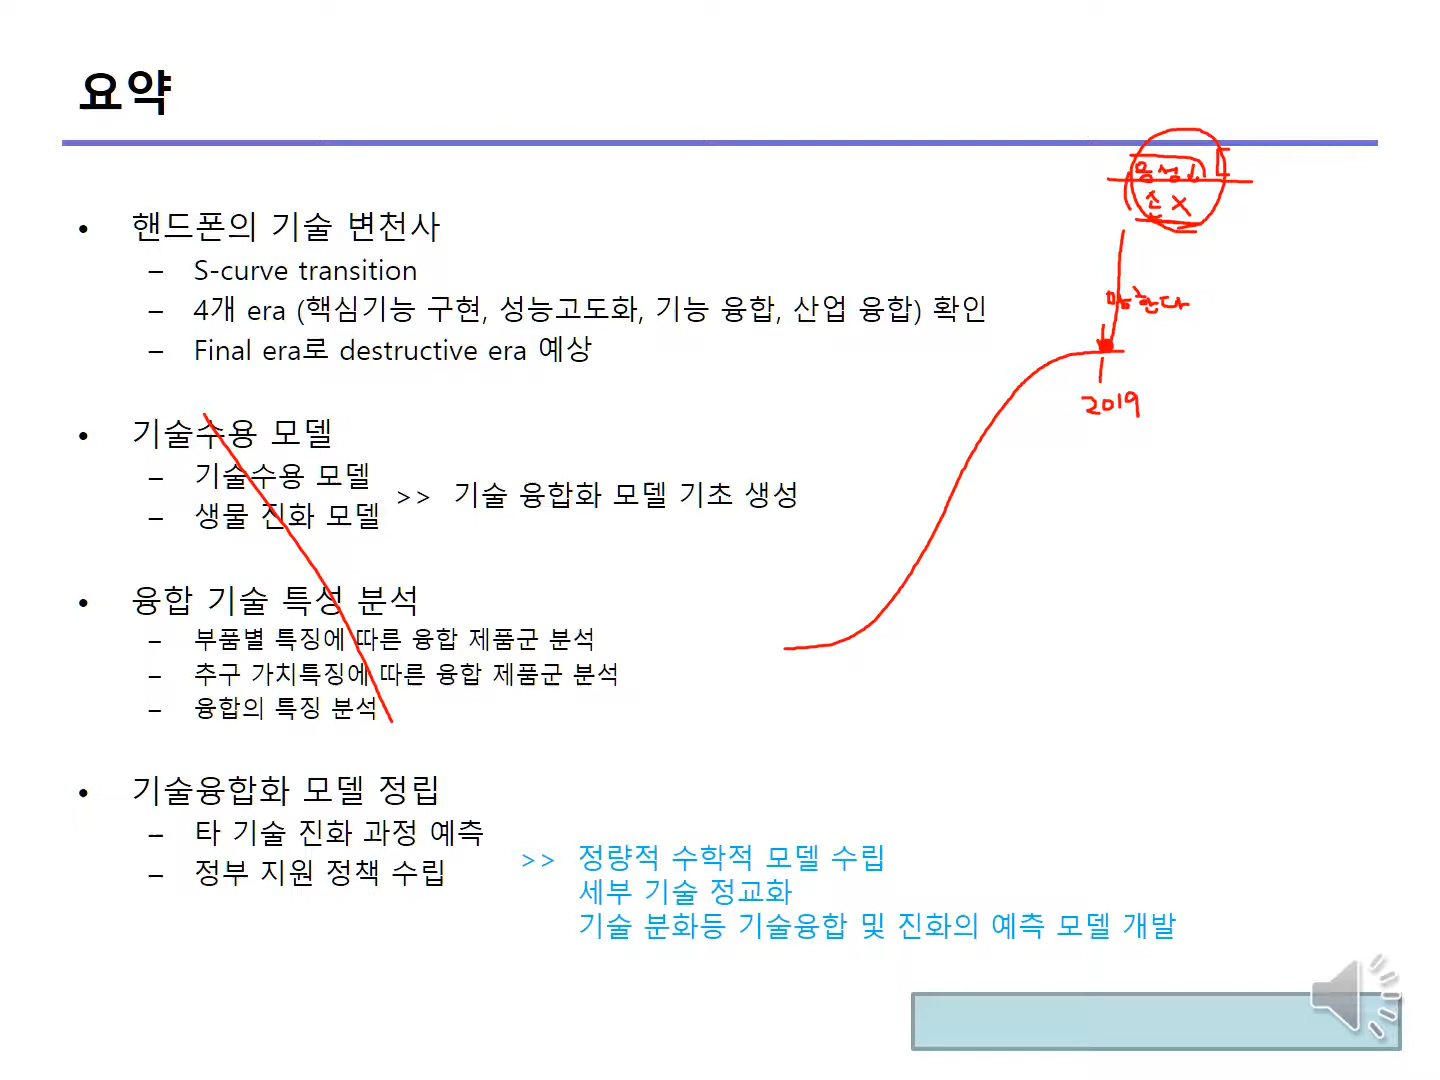 요약
• 핸드폰의 기술 변천사
– S-curve transition
– 4개 era (핵심기능 구현, 성능고도화, 기능 융합, 산업 융합) 확인
– Final era로 destructive era 예상
• 기술수용 모델
– 기술수용 모델
– 생물 진화 모델
>> 기술 융합화 모델 기초 생성
• 융합 기술 특성 분석
– 부품별 특징에 따른 융합 제품군 분석
– 추구 가치특징에 따른 융합 제품군 분석
– 융합의 특징 분석
• 기술융합화 모델 정립
– 타 기술 진화 과정 예측
– 정부 지원 정책 수립
>> 정량적 수학적 모델 수립
세부 기술 정교화
기술 분화등 기술융합 및 진화의 예측 모델 개발
망한다
2019